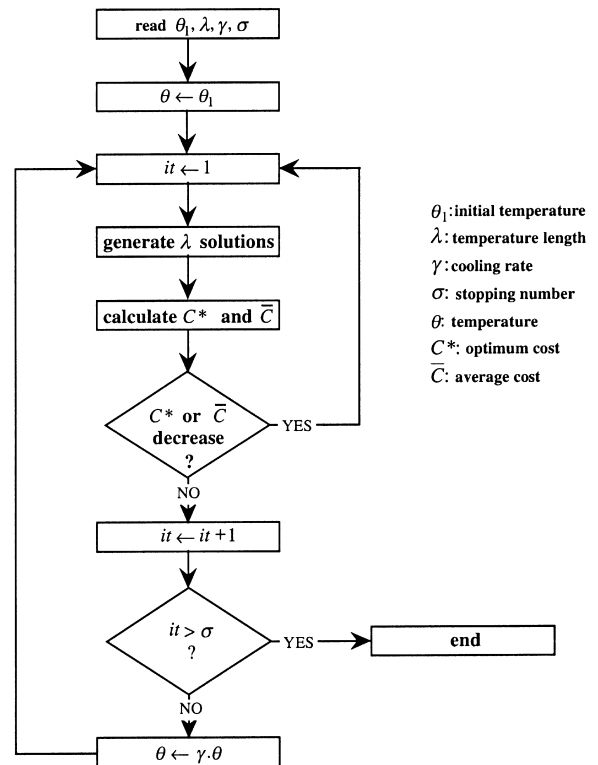 read θ₁, λ, γ, σ
θ ← θ₁
it ← 1
generate λ solutions
calculate C* and C̅
C* or C̅
decrease
?
YES
NO
it ← it +1
it > σ
?
YES
end
NO
θ ← γ.θ
θ₁: initial temperature
λ: temperature length
γ: cooling rate
σ: stopping number
θ: temperature
C*: optimum cost
C̅: average cost